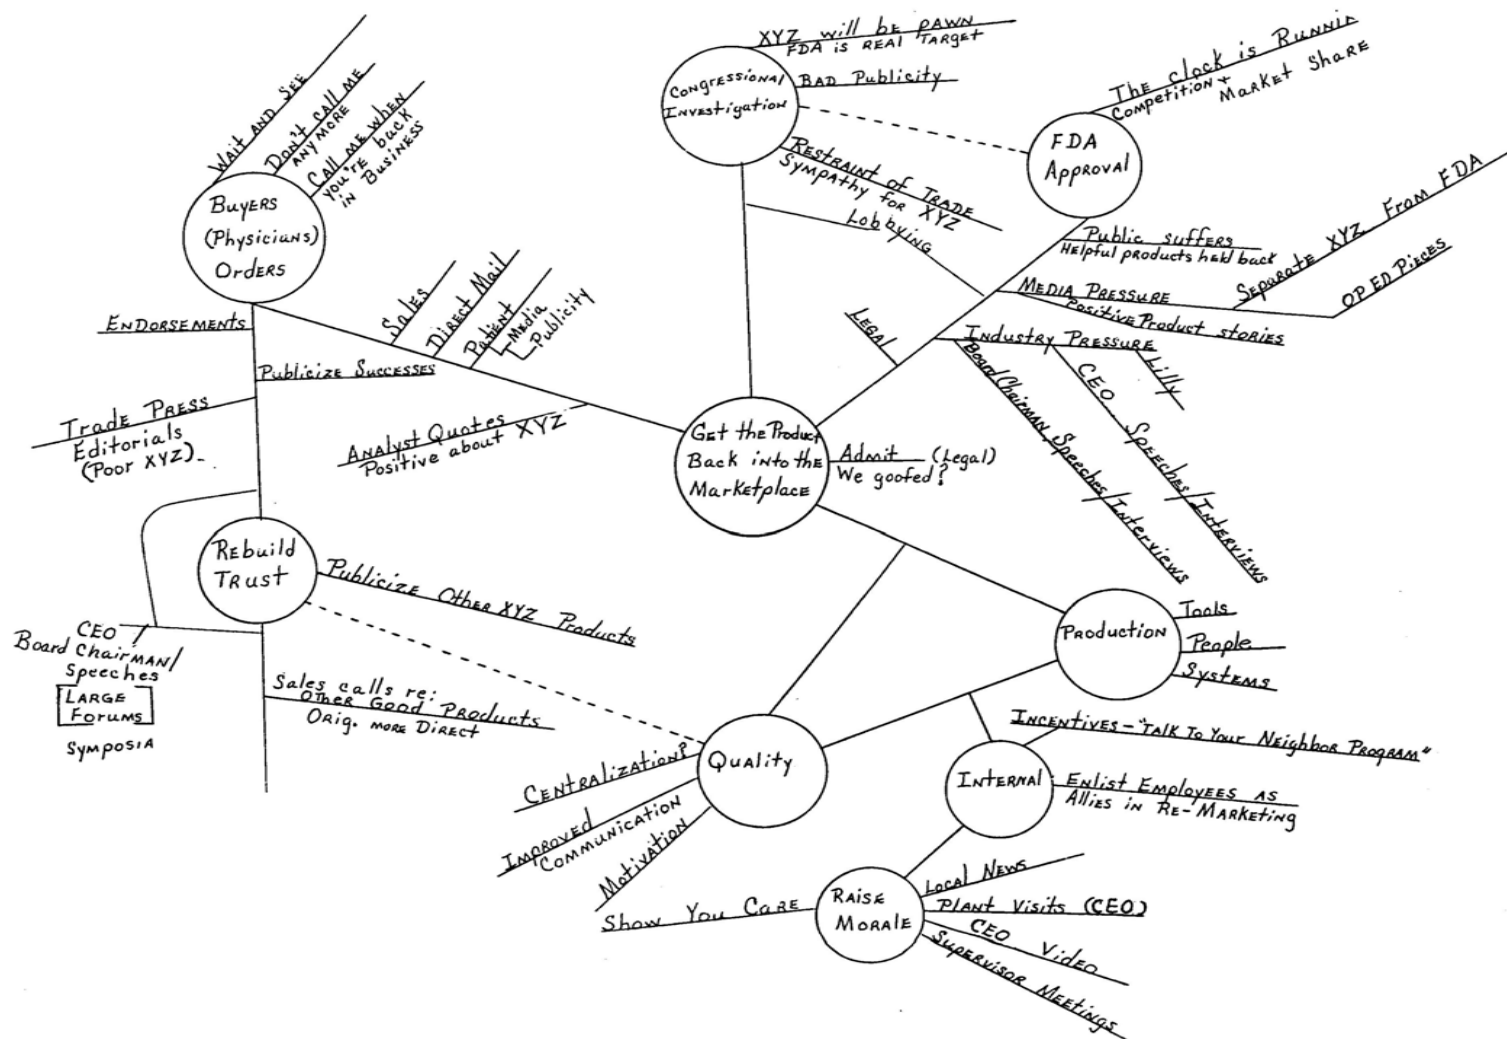 WAIT AND SEE
DON'T CALL ME
ANY MORE
CALL ME WHEN
YOU'RE back
IN BUSINESS
BUYERS
(Physicians)
ORDERS
ENDORSEMENTS
Publicize Successes
TRADE PRESS
Editorials
(Poor XYZ)
Sales
Direct Mail
Patient
Media
Publicity
Analyst Quotes
Positive about XYZ
XYZ will be PAWN
FDA is REAL TARGET
BAD Publicity
CONGRESSIONAL
INVESTIGATION
RESTRAINT of TRADE
SYMPATHY for XYZ
Lobbying
The clock is RUNNIN
Competition +
Market Share
FDA
APPROVAL
Public suffers
Helpful products held back
MEDIA PRESSURE
Positive Product stories
Separate XYZ From FDA
OP ED PiECES
LEGAL
INDUSTRY PRESSURE
Board Chairman Speeches/Interviews
CEO Speeches/INTERVIEWS
Lilly
GET the Product
Back into the
Marketplace
Admit (Legal)
We goofed?
REbuild
TRUST
Publicize Other XYZ Products
CEO
Board ChairMAN/
Speeches
LARGE
FORUMS
SYMPOSIA
Sales calls re:
Other Good Products
Orig. MORE DIRECT
PRODUCTION
Tools
People
Systems
QUALITY
CENTRALIZATION?
IMPROVED
COMMUNICATION
MOTIVATION
INTERNAL
INCENTIVES - "TALK TO YOUR NEIGHBOR PROGRAM"
ENLIST EMPLOYEES AS
Allies in RE-MARKETING
RAISE
MORALE
Show You CARE
LOCAL NEWS
PLANT Visits (CEO)
CEO Video
Supervisor MEETINGS